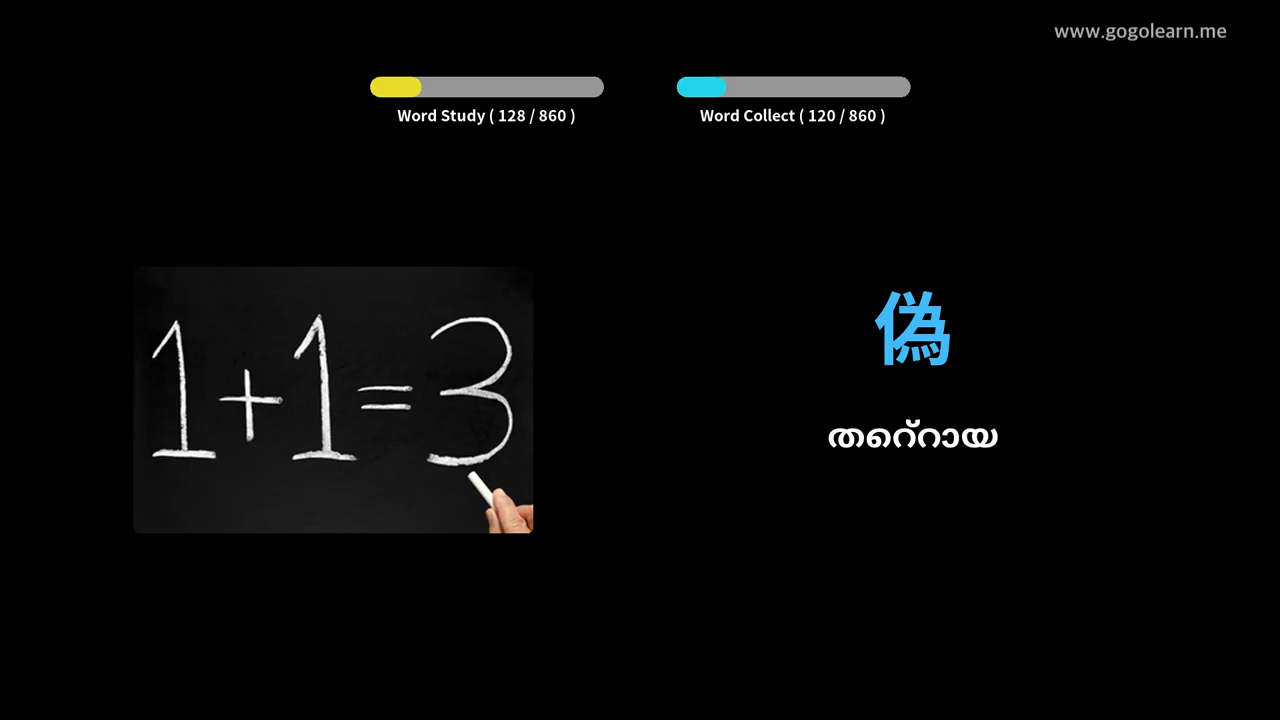 www.gogolearn.me
Word Study ( 128 / 860 )
Word Collect ( 120 / 860 )
1+1=3
偽
തെറ്റായ